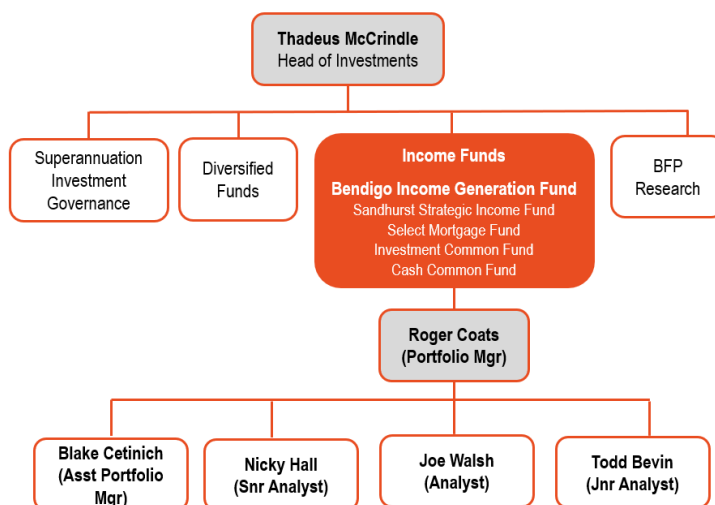 Thadeus McCrindle
Head of Investments
Superannuation
Investment
Governance
Diversified
Funds
Income Funds
Bendigo Income Generation Fund
Sandhurst Strategic Income Fund
Select Mortgage Fund
Investment Common Fund
Cash Common Fund
BFP
Research
Roger Coats
(Portfolio Mgr)
Blake Cetinich
(Asst Portfolio
Mgr)
Nicky Hall
(Snr Analyst)
Joe Walsh
(Analyst)
Todd Bevin
(Jnr Analyst)